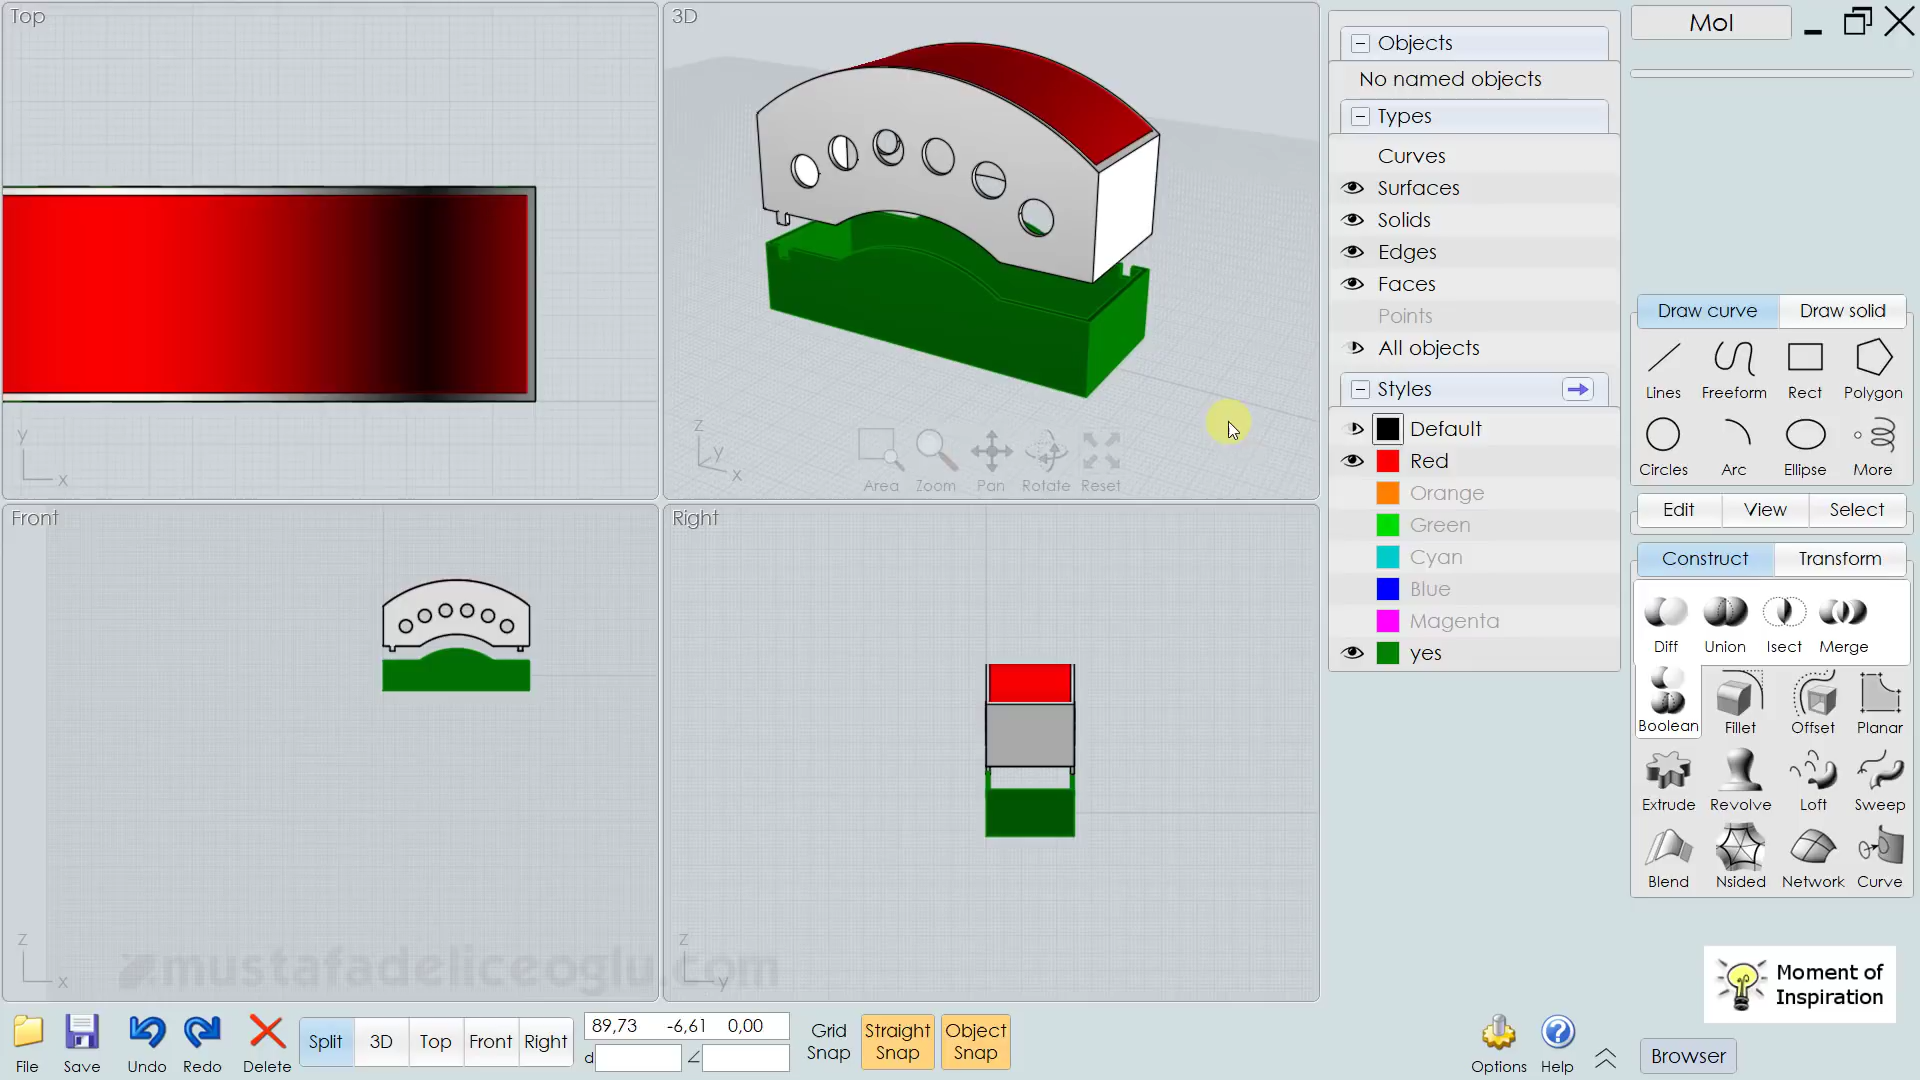 Top
3D
Front
Right
z
y
x
y
x
z
x
z
y
Area
Zoom
Pan
Rotate
Reset
mustafadeliceoglu.com
Objects
No named objects
Types
Curves
Surfaces
Solids
Edges
Faces
Points
All objects
Styles
Default
Red
Orange
Green
Cyan
Blue
Magenta
yes
MoI
Draw curve Draw solid
Lines Freeform Rect Polygon
Circles Arc Ellipse More
Edit View Select
Construct Transform
Diff Union Isect Merge
Boolean Fillet Offset Planar
Extrude Revolve Loft Sweep
Blend Nsided Network Curve
Moment of
Inspiration
File Save Undo Redo Delete
Split 3D Top Front Right
89,73 -6,61 0,00
d
Grid
Snap
Straight
Snap
Object
Snap
Options Help
Browser